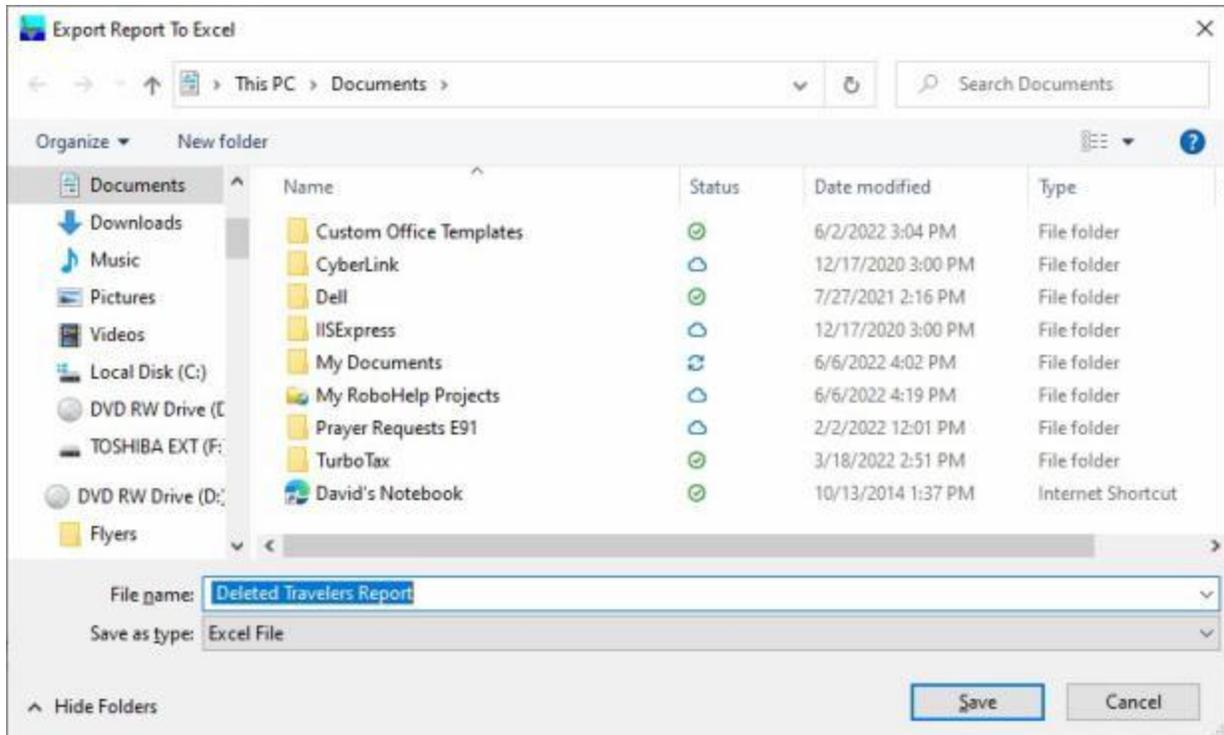 Export Report To Excel
This PC > Documents >
Search Documents
Organize
New folder
Documents
Downloads
Music
Pictures
Videos
Local Disk (C:)
DVD RW Drive (D
TOSHIBA EXT (F:
DVD RW Drive (D:)
Flyers
Name Status Date modified Type
Custom Office Templates 6/2/2022 3:04 PM File folder
CyberLink 12/17/2020 3:00 PM File folder
Dell 7/27/2021 2:16 PM File folder
IISExpress 12/17/2020 3:00 PM File folder
My Documents 6/6/2022 4:02 PM File folder
My RoboHelp Projects 6/6/2022 4:19 PM File folder
Prayer Requests E91 2/2/2022 12:01 PM File folder
TurboTax 3/18/2022 2:51 PM File folder
David's Notebook 10/13/2014 1:37 PM Internet Shortcut
File name: Deleted Travelers Report
Save as type: Excel File
Hide Folders
Save
Cancel